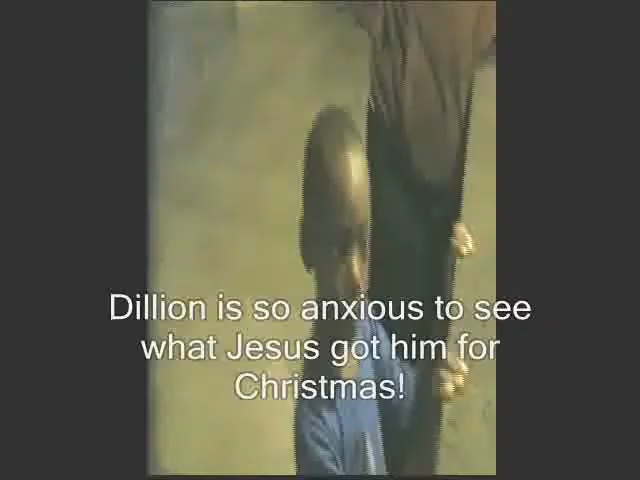 Dillion is so anxious to see
what Jesus got him for
Christmas!